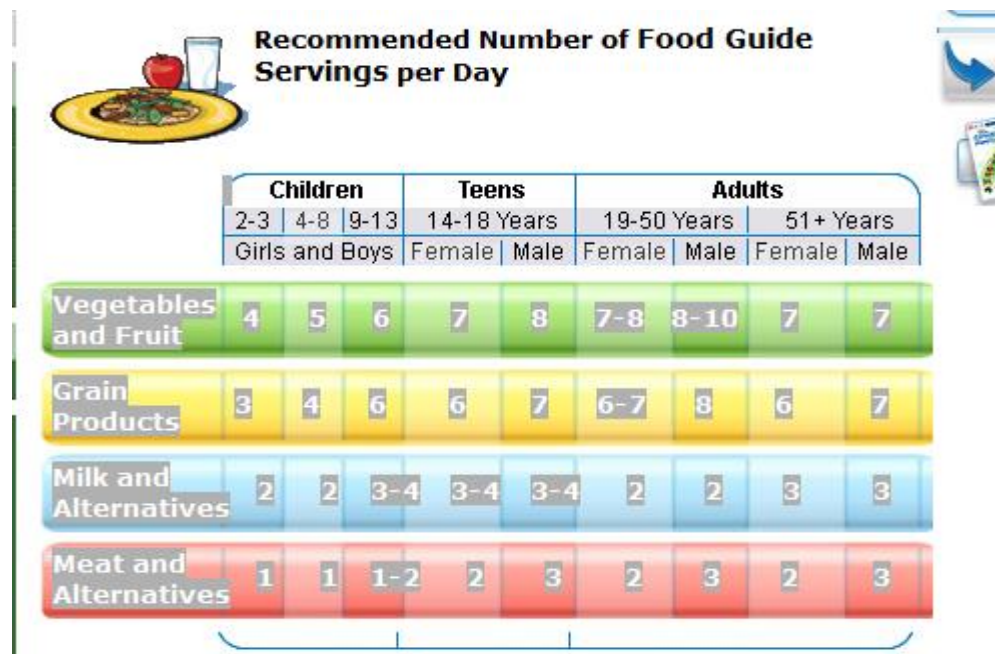 Recommended Number of Food Guide
Servings per Day
Children Teens Adults
2-3 4-8 9-13 14-18 Years 19-50 Years 51+ Years
Girls and Boys Female Male Female Male Female Male
Vegetables
and Fruit 4 5 6 7 8 7-8 8-10 7 7
Grain
Products 3 4 6 6 7 6-7 8 6 7
Milk and
Alternatives 2 2 3-4 3-4 3-4 2 2 3 3
Meat and
Alternatives 1 1 1-2 2 3 2 3 2 3